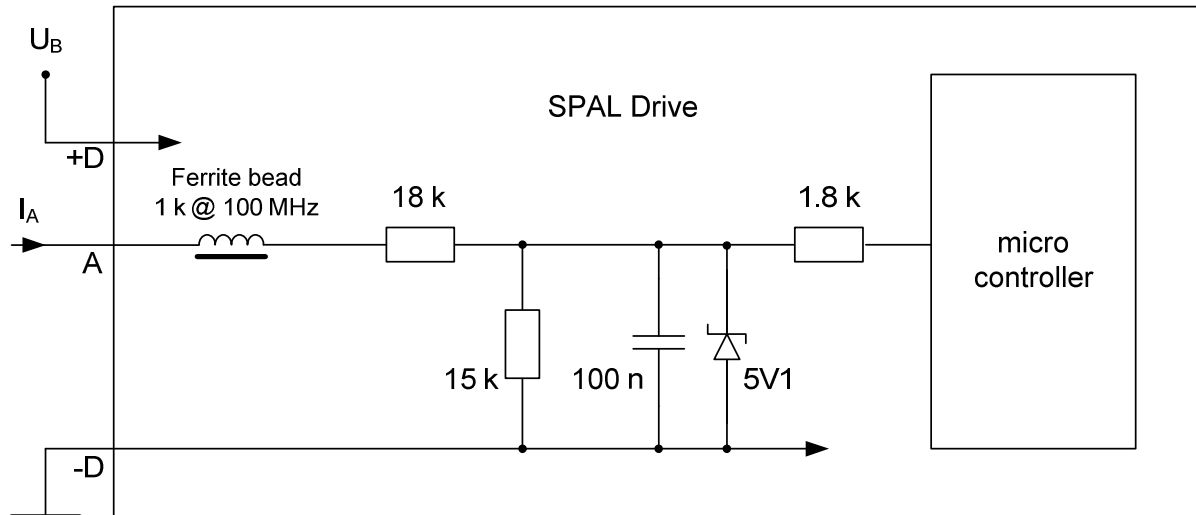 U_B
SPAL Drive
+D
Ferrite bead
1 k @ 100 MHz
18 k
1.8 k
I_A
A
micro
controller
15 k
100 n
5V1
-D